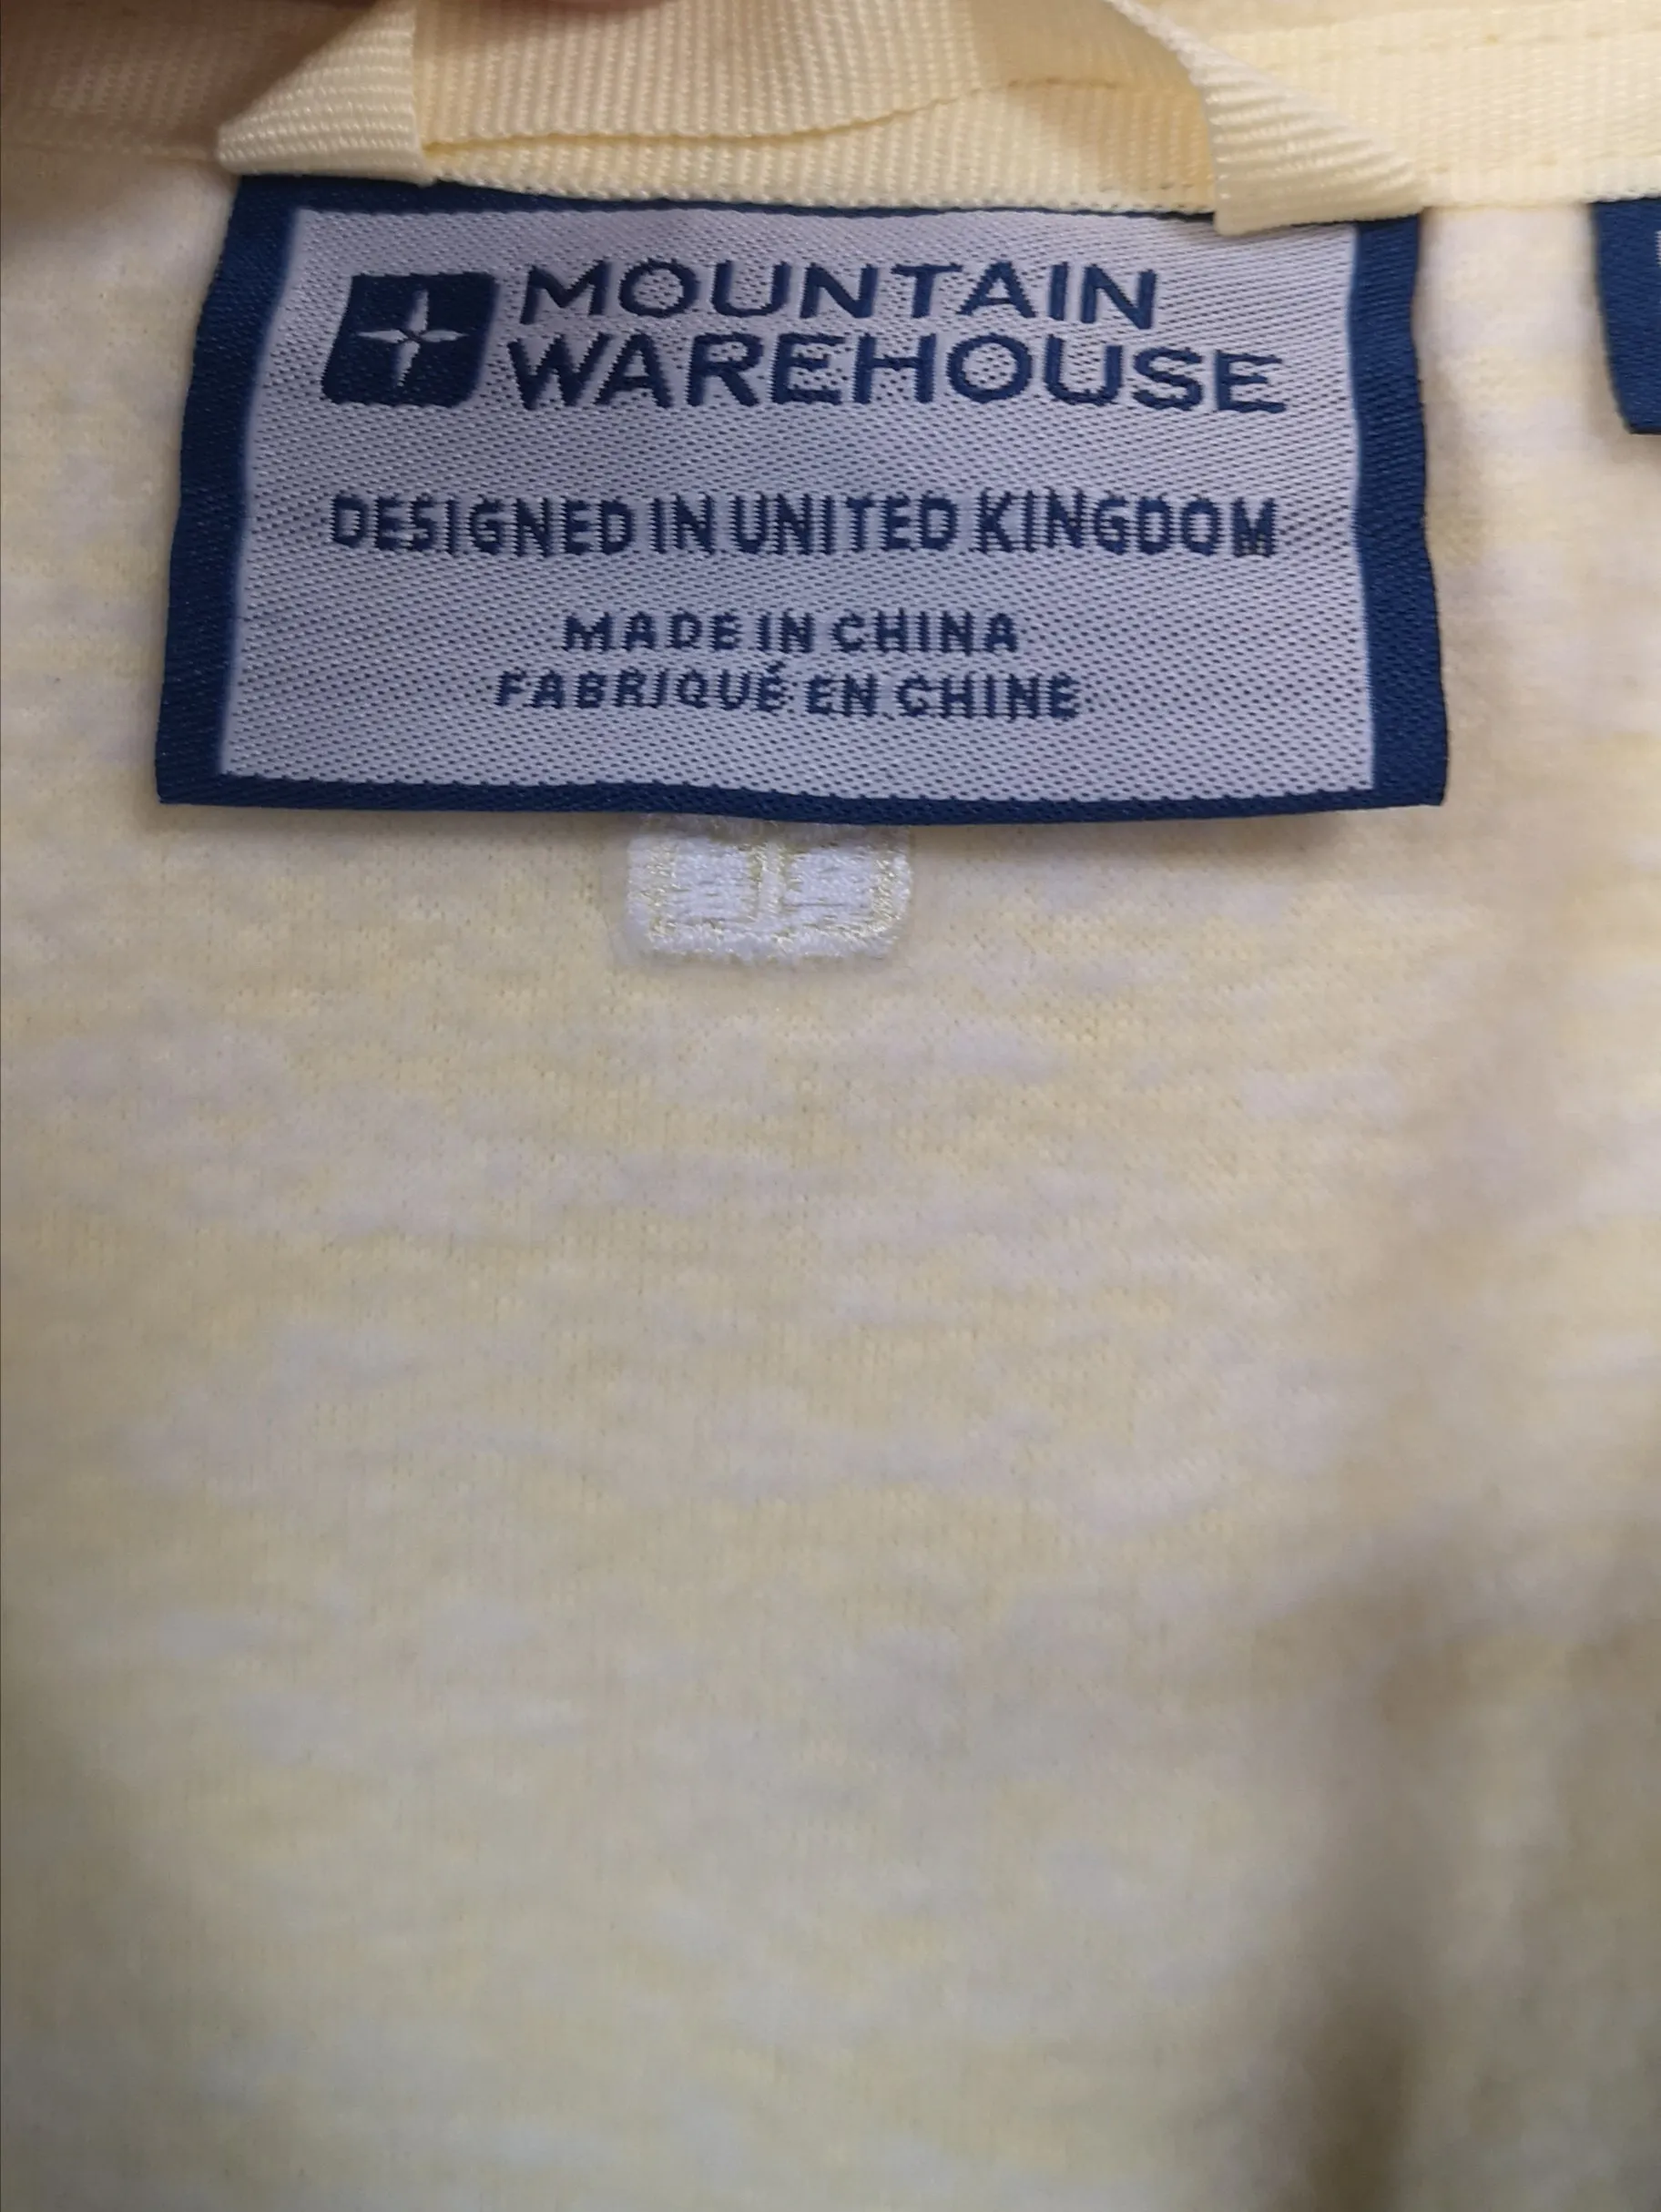 MOUNTAIN
WAREHOUSE
DESIGNED IN UNITED KINGDOM
MADE IN CHINA
FABRIQUÉ EN CHINE